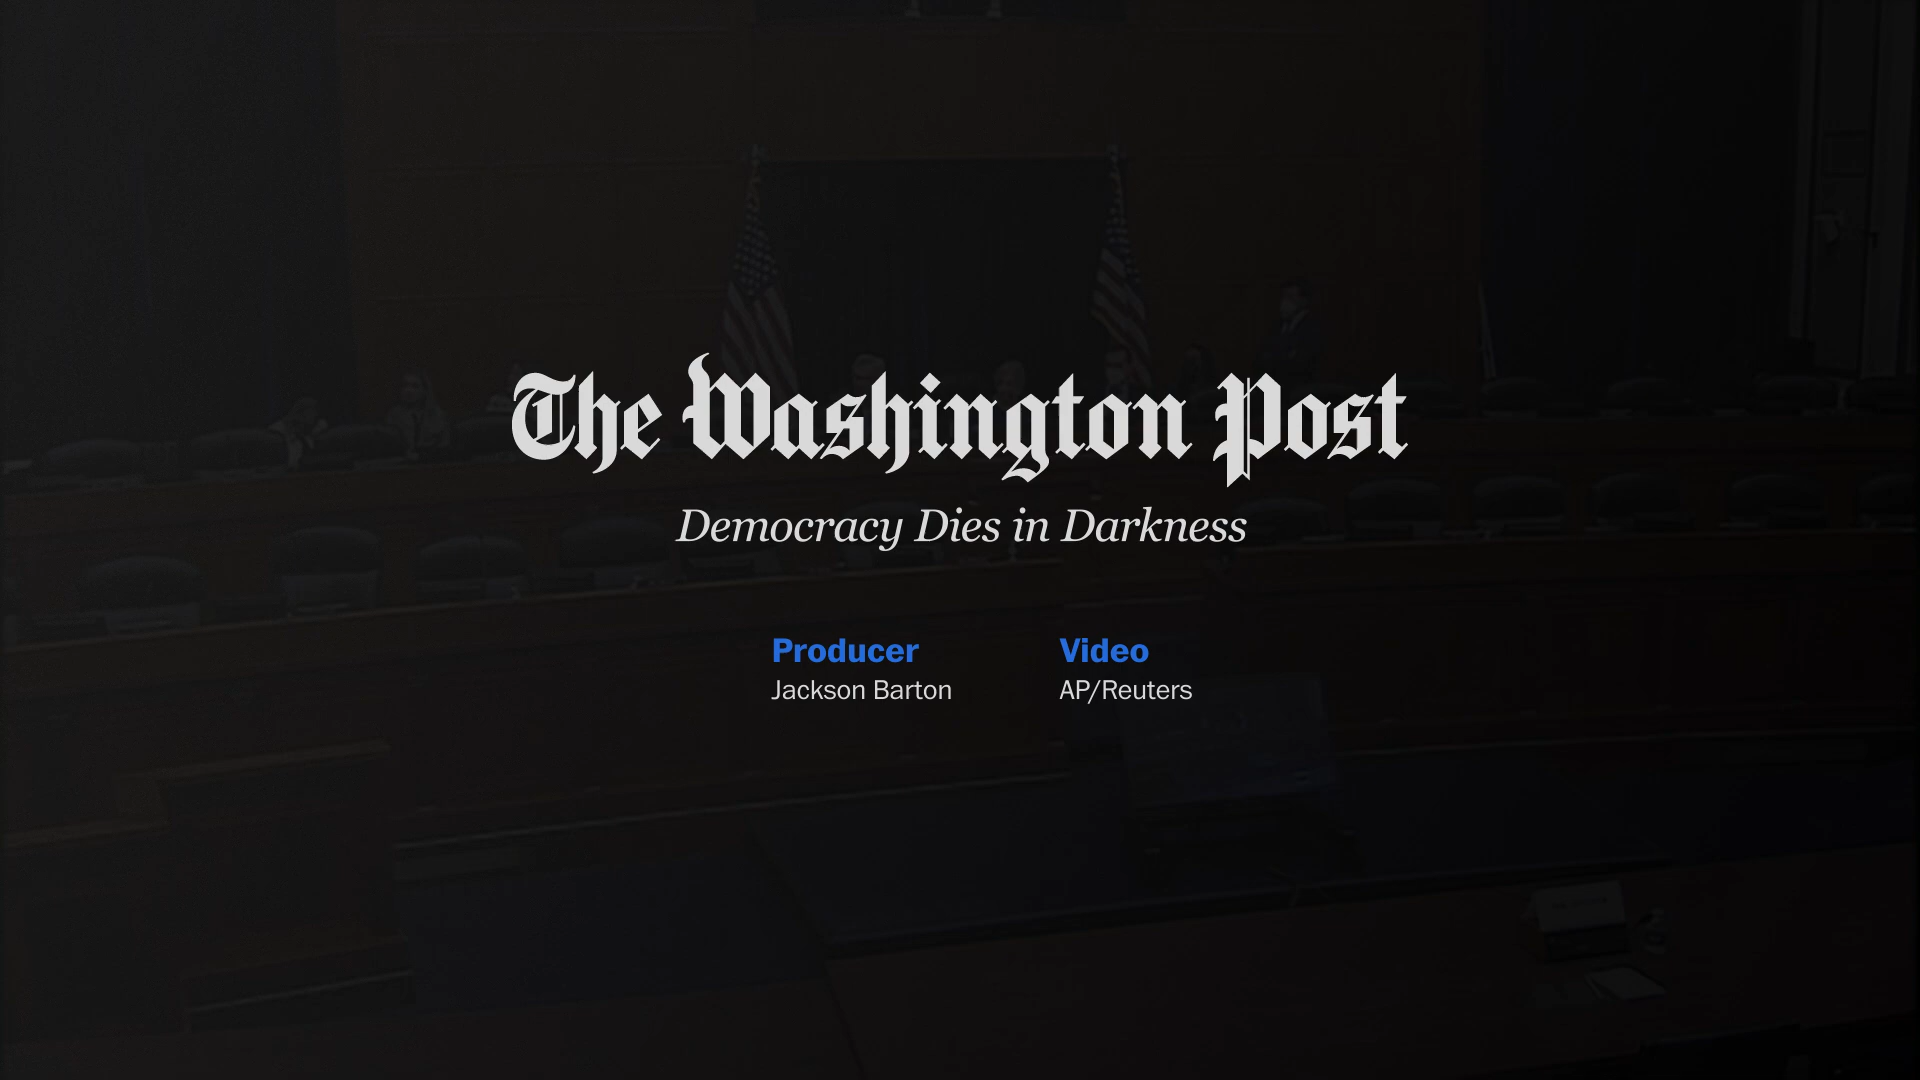 The Washington Post
Democracy Dies in Darkness
Producer
Jackson Barton
Video
AP/Reuters